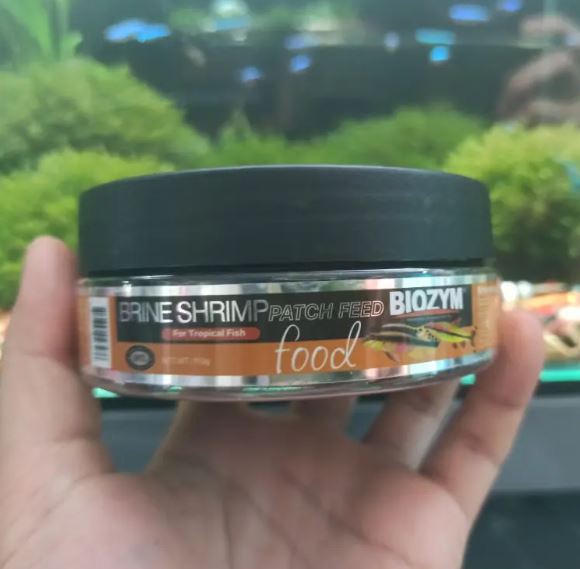 BRINE SHRIMP PATCH FEED BIOZYM
For Tropical Fish
food